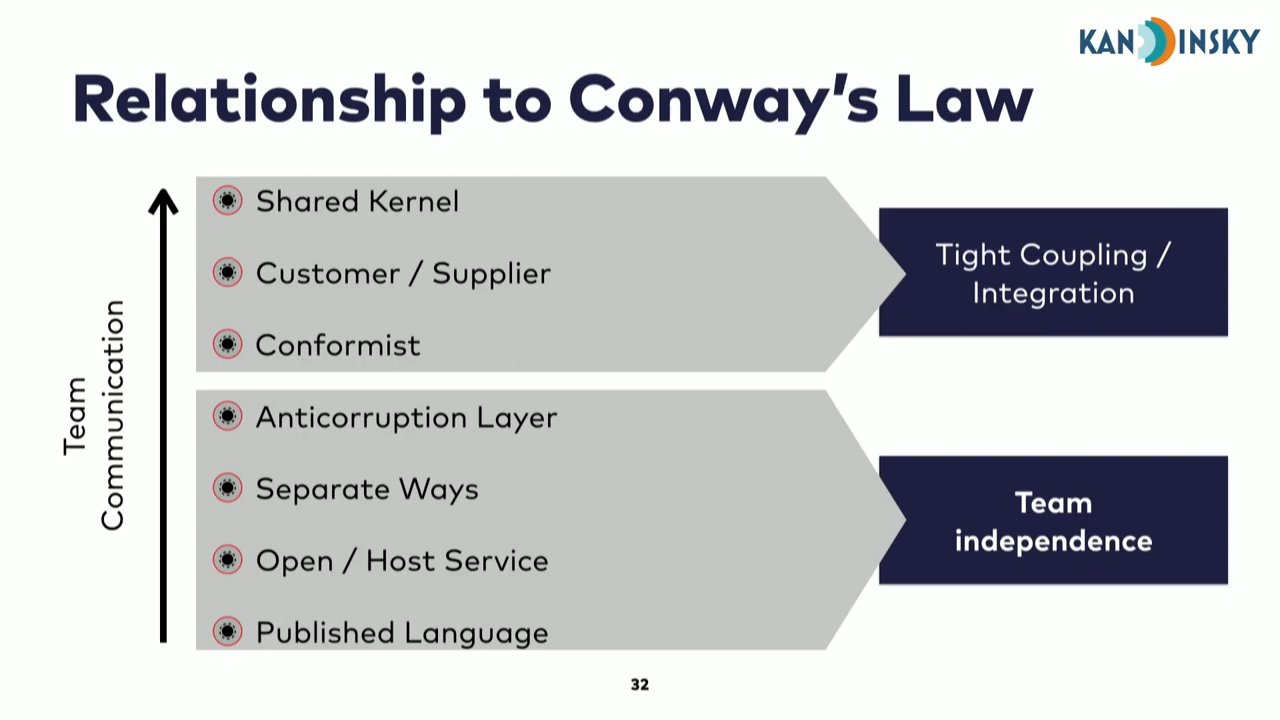 KANDDINSKY
Relationship to Conway's Law
Team
Communication
Shared Kernel
Customer / Supplier
Conformist
Tight Coupling /
Integration
Anticorruption Layer
Separate Ways
Open / Host Service
Published Language
Team
independence
32